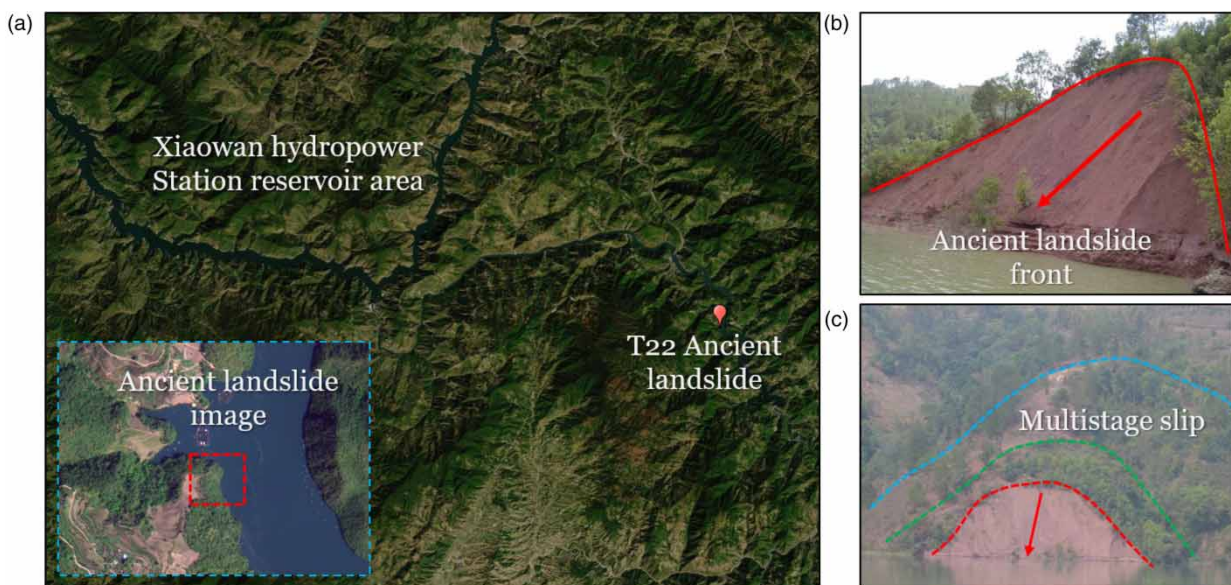 (a)
Xiaowan hydropower
Station reservoir area
T22 Ancient
landslide
Ancient landslide
image
(b)
Ancient landslide
front
(c)
Multistage slip